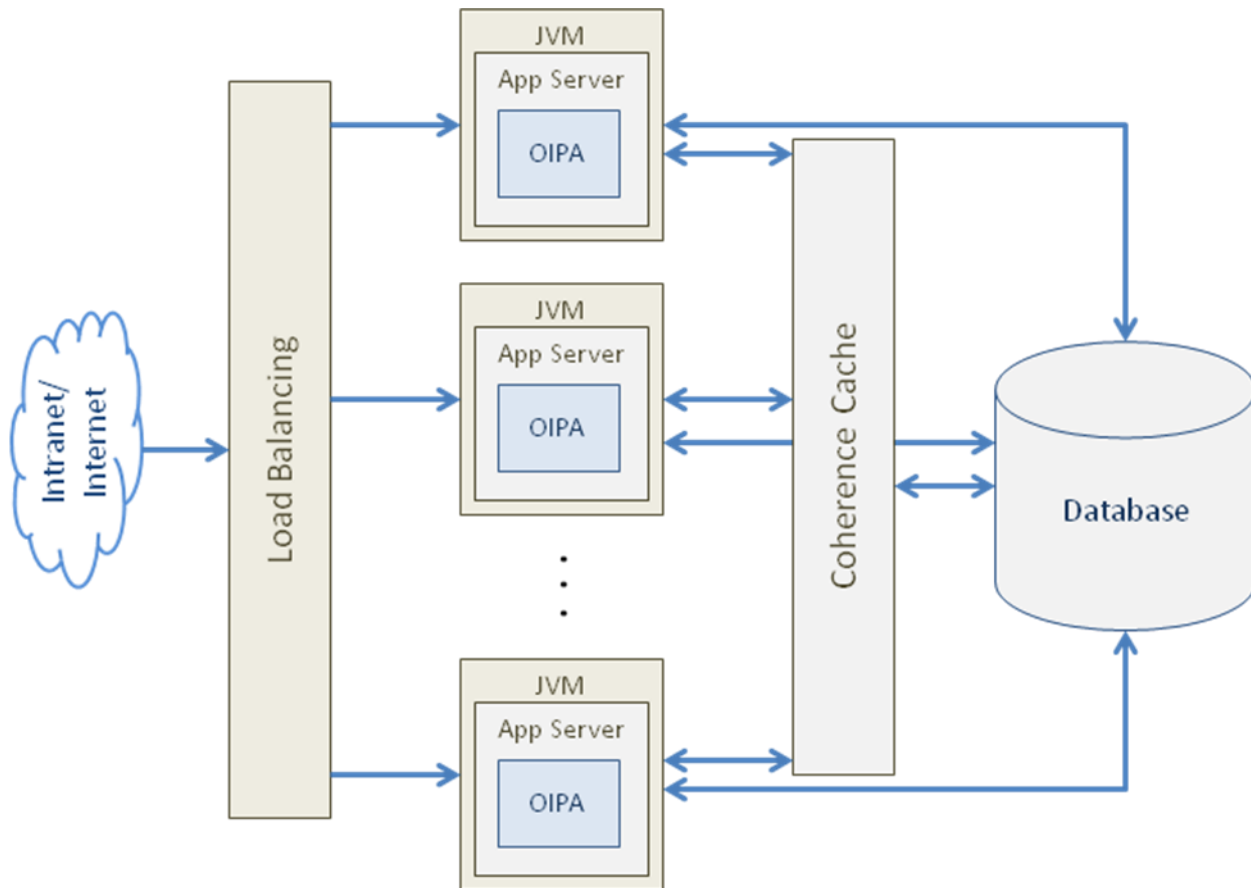 Intranet/
Internet
Load Balancing
JVM
App Server
OIPA
JVM
App Server
OIPA
JVM
App Server
OIPA
Coherence Cache
Database